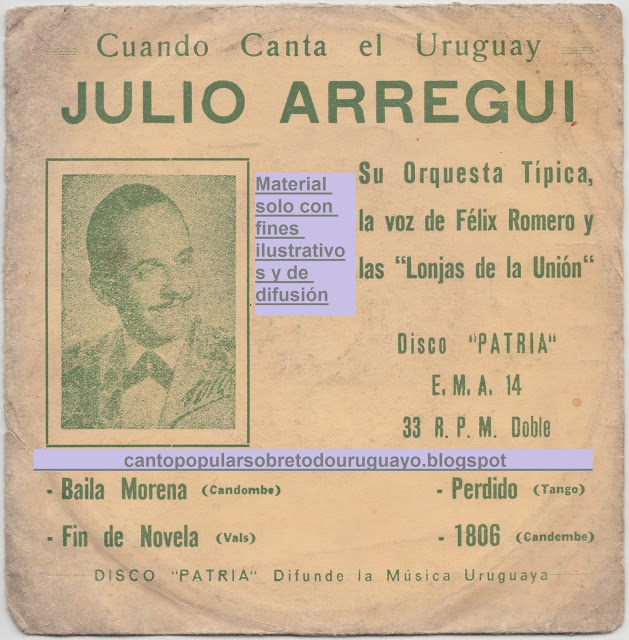 Cuando Canta el Uruguay
JULIO ARREGUI
Material
solo con
fines
ilustrativo
s y de
difusión
Su Orquesta Típica,
la voz de Félix Romero y
las "Lonjas de la Unión"
Disco "PATRIA"
E. M. A. 14
33 R. P. M. Doble
cantopopularsobretodouruguayo.blogspot
- Baila Morena (Candombe)
- Perdido (Tango)
- Fin de Novela (Vals)
- 1806 (Candombe)
DISCO "PATRIA" Difunde la Música Uruguaya